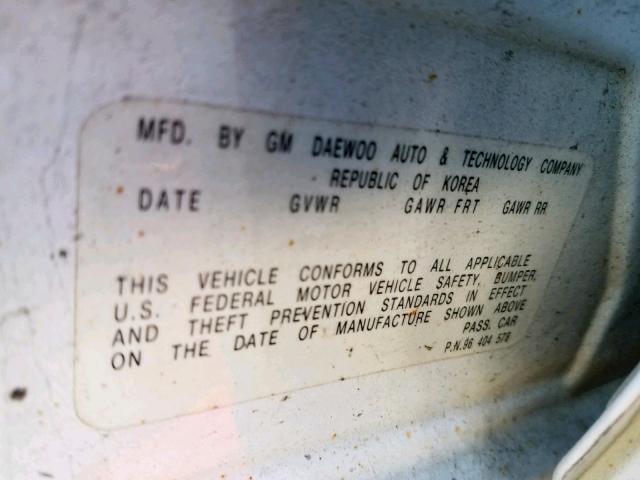 MFD. BY GM DAEWOO AUTO & TECHNOLOGY COMPANY
REPUBLIC OF KOREA
DATE GVWR GAWR FRT GAWR RR
THIS VEHICLE CONFORMS TO ALL APPLICABLE
U.S. FEDERAL MOTOR VEHICLE SAFETY, BUMPER,
AND THEFT PREVENTION STANDARDS IN EFFECT
ON THE DATE OF MANUFACTURE SHOWN ABOVE
PASS. CAR
P.N.96 404 578